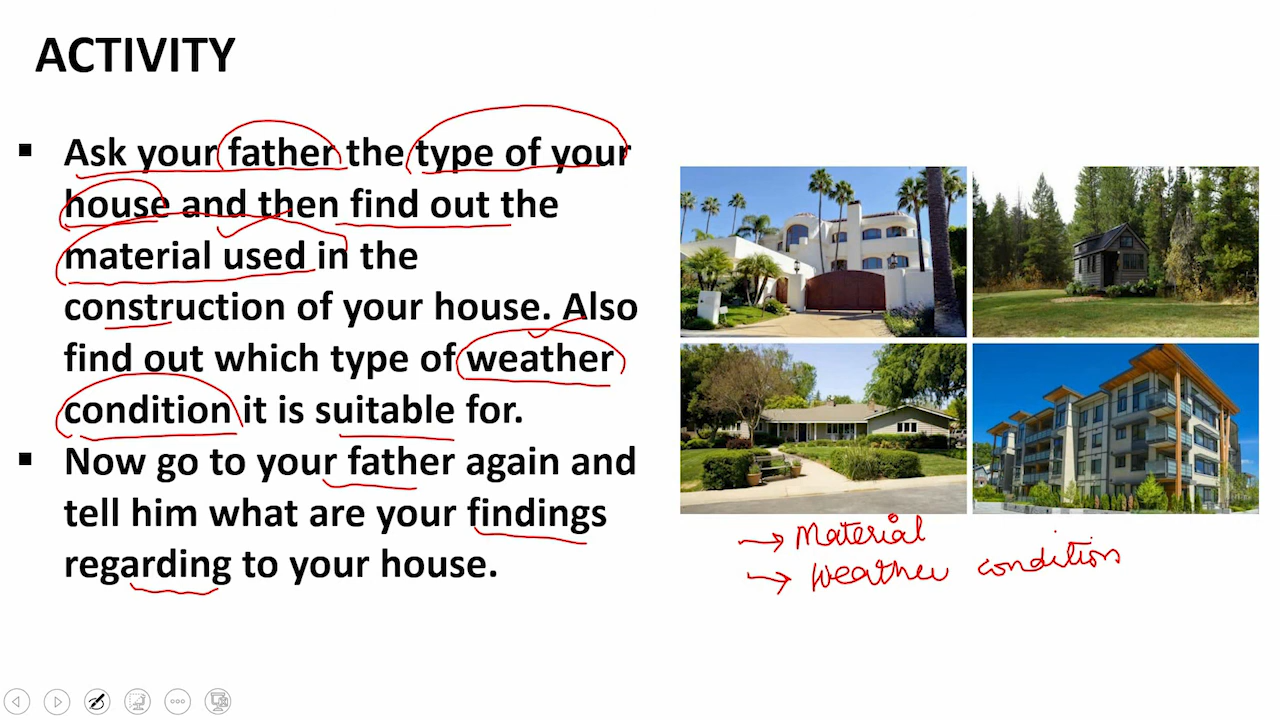 ACTIVITY
▪ Ask your father the type of your
house and then find out the
material used in the
construction of your house. Also
find out which type of weather
condition it is suitable for.
▪ Now go to your father again and
tell him what are your findings
regarding to your house.
→ Material
→ Weather condition